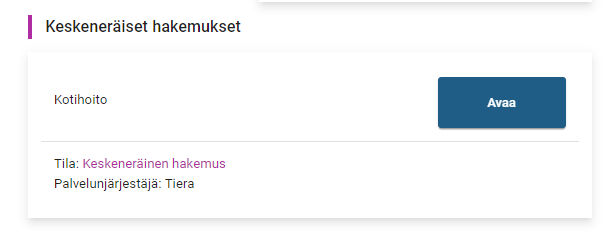 Keskeneräiset hakemukset
Kotihoito
Avaa
Tila: Keskeneräinen hakemus
Palvelunjärjestäjä: Tiera